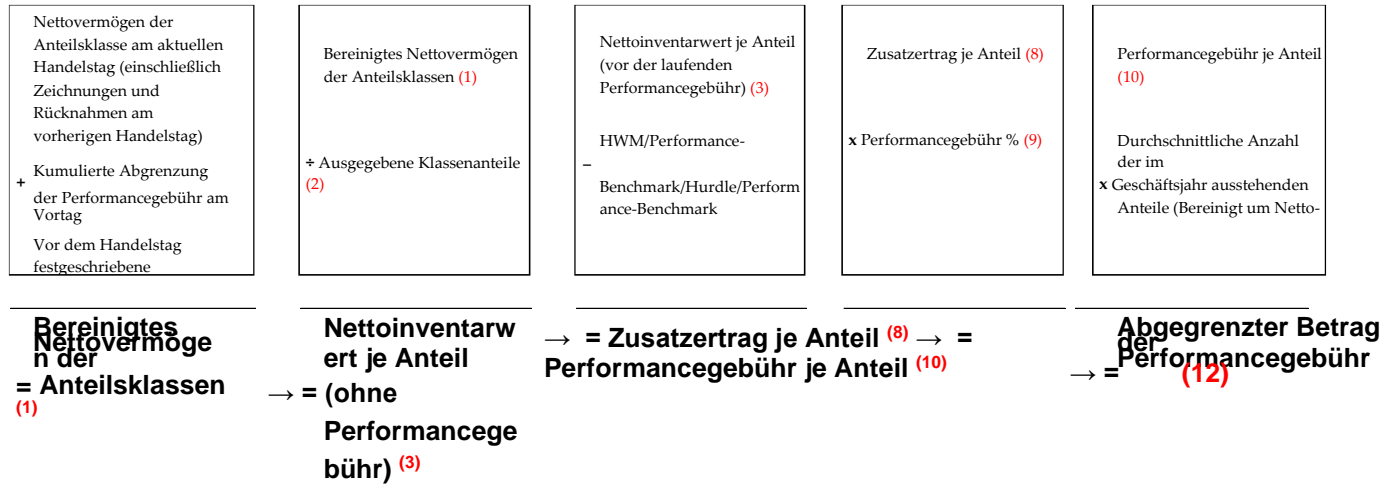 Nettovermögen der
Anteilsklasse am aktuellen
Handelstag (einschließlich
Zeichnungen und
Rücknahmen am
vorherigen Handelstag)
+ Kumulierte Abgrenzung
der Performancegebühr am
Vortag
Vor dem Handelstag
festgeschriebene
Bereinigtes Nettovermögen
der Anteilsklassen (1)
÷ Ausgegebene Klassenanteile
(2)
Nettoinventarwert je Anteil
(vor der laufenden
Performancegebühr) (3)
HWM/Performance-
–
Benchmark/Hurdle/Perform
ance-Benchmark
Zusatzertrag je Anteil (8)
x Performancegebühr % (9)
Performancegebühr je Anteil
(10)
Durchschnittliche Anzahl
der im
x Geschäftsjahr ausstehenden
Anteile (Bereinigt um Netto-
Bereinigtes
Nettovermöge
n der
= Anteilsklassen
(1)
Nettoinventarw
ert je Anteil
→ = (ohne
Performancege
bühr) (3)
→ = Zusatzertrag je Anteil (8) → =
Performancegebühr je Anteil (10)
Abgegrenzter Betrag
der
Performancegebühr
→ = (12)